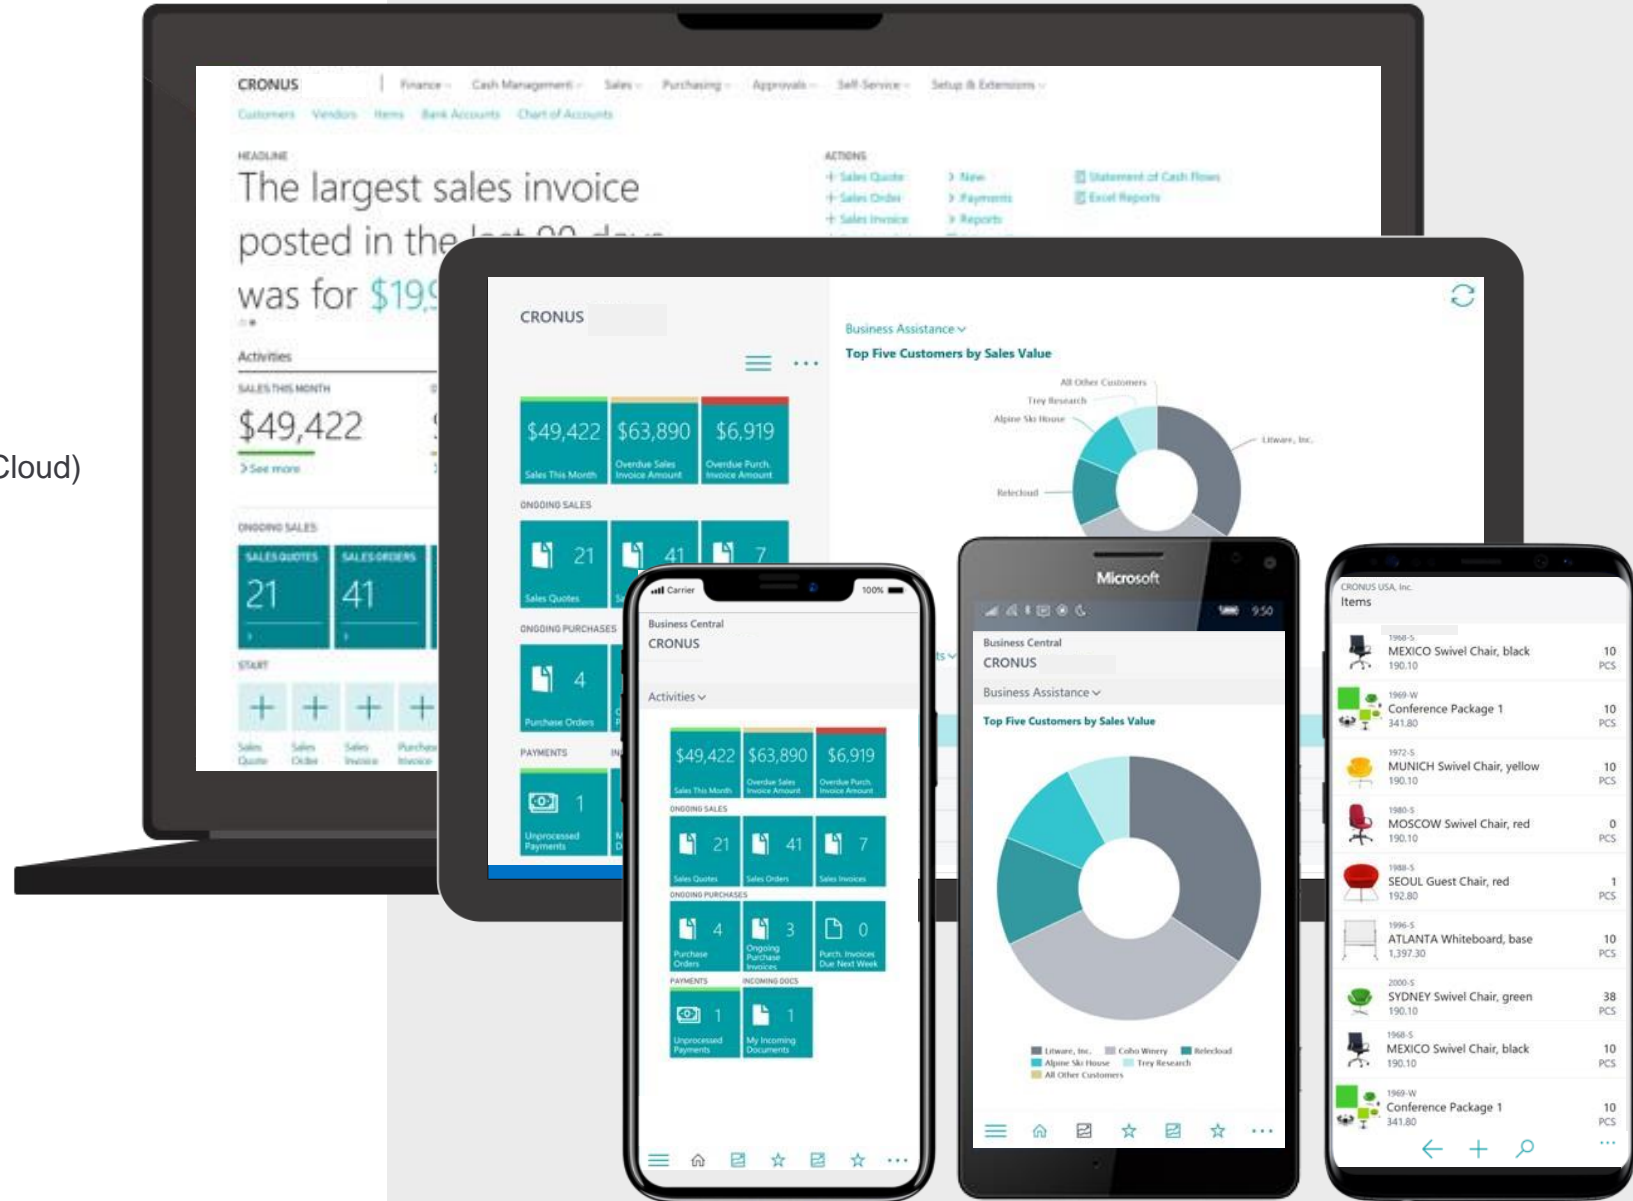 Cloud)
CRONUS
Finance
Cash Management
Sales
Purchasing
Approvals
Self-Service
Setup & Extensions
Customers Vendors Items Bank Accounts Chart of Accounts
HEADLINE
The largest sales invoice
posted in the last 90 days
was for $19,9
Activities
SALES THIS MONTH
$49,422
> See more
ACTIONS
+ Sales Quote
+ Sales Order
+ Sales Invoice
> New
> Payments
> Reports
Statement of Cash Flows
Excel Reports
ONGOING SALES
SALES QUOTES
21
SALES ORDERS
41
START
Sales Quote
Sales Order
Sales Invoice
Purchase Invoice
CRONUS
$49,422
Sales This Month
$63,890
Overdue Sales
Invoice Amount
$6,919
Overdue Purch.
Invoice Amount
ONGOING SALES
21
Sales Quotes
41
7
ONGOING PURCHASES
4
Purchase Orders
PAYMENTS
1
Unprocessed
Payments
Business Assistance
Top Five Customers by Sales Value
All Other Customers
Trey Research
Alpine Ski House
Litware, Inc.
Relecloud
Carrier
100%
Business Central
CRONUS
Activities
$49,422
Sales This Month
$63,890
Overdue Sales
Invoice Amount
$6,919
Overdue Purch.
Invoice Amount
ONGOING SALES
21
Sales Quotes
41
Sales Orders
7
Sales Invoices
ONGOING PURCHASES
4
Purchase
Orders
3
Ongoing
Purchase
Invoices
0
Purch. Invoices
Due Next Week
PAYMENTS
1
Unprocessed
Payments
INCOMING DOCS
1
My Incoming
Documents
Microsoft
9:50
Business Central
CRONUS
Business Assistance
Top Five Customers by Sales Value
Litware, Inc. Coho Winery Relecloud
Alpine Ski House Trey Research
All Other Customers
CRONUS USA, Inc.
Items
1968-S
MEXICO Swivel Chair, black 10
190.10 PCS
1969-W
Conference Package 1 10
341.80 PCS
1972-S
MUNICH Swivel Chair, yellow 10
190.10 PCS
1980-S
MOSCOW Swivel Chair, red 0
190.10 PCS
1988-S
SEOUL Guest Chair, red 1
192.80 PCS
1996-S
ATLANTA Whiteboard, base 10
1,397.30 PCS
2000-S
SYDNEY Swivel Chair, green 38
190.10 PCS
1968-S
MEXICO Swivel Chair, black 10
190.10 PCS
1969-W
Conference Package 1 10
341.80 PCS